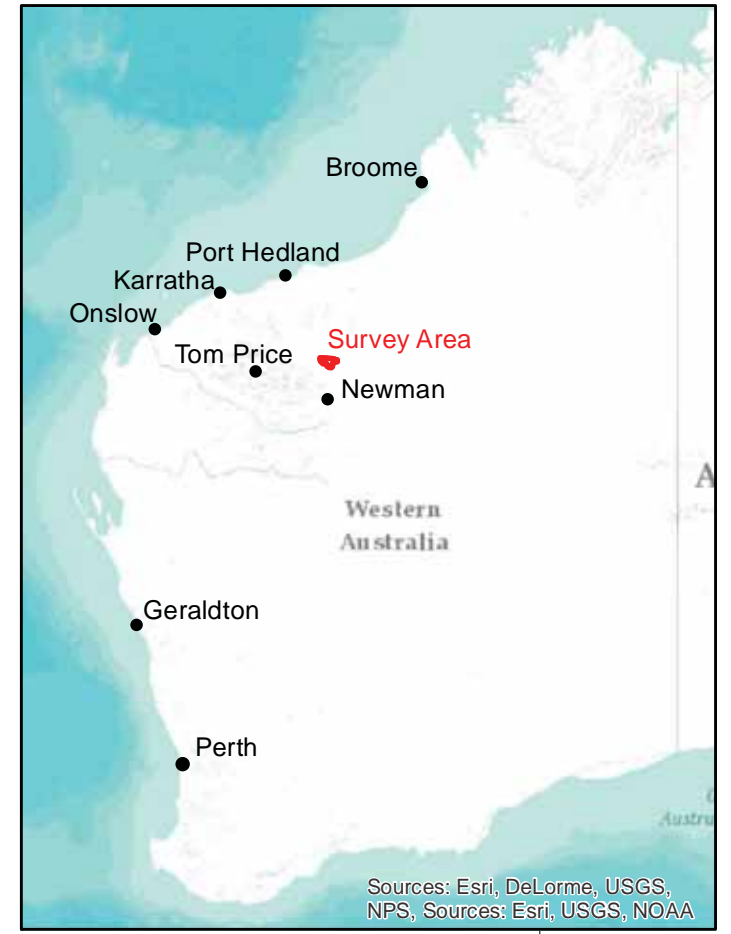 Broome
Port Hedland
Karratha
Onslow
Survey Area
Tom Price
Newman
A
Western
Australia
Geraldton
Perth
Austra
Sources: Esri, DeLorme, USGS,
NPS, Sources: Esri, USGS, NOAA